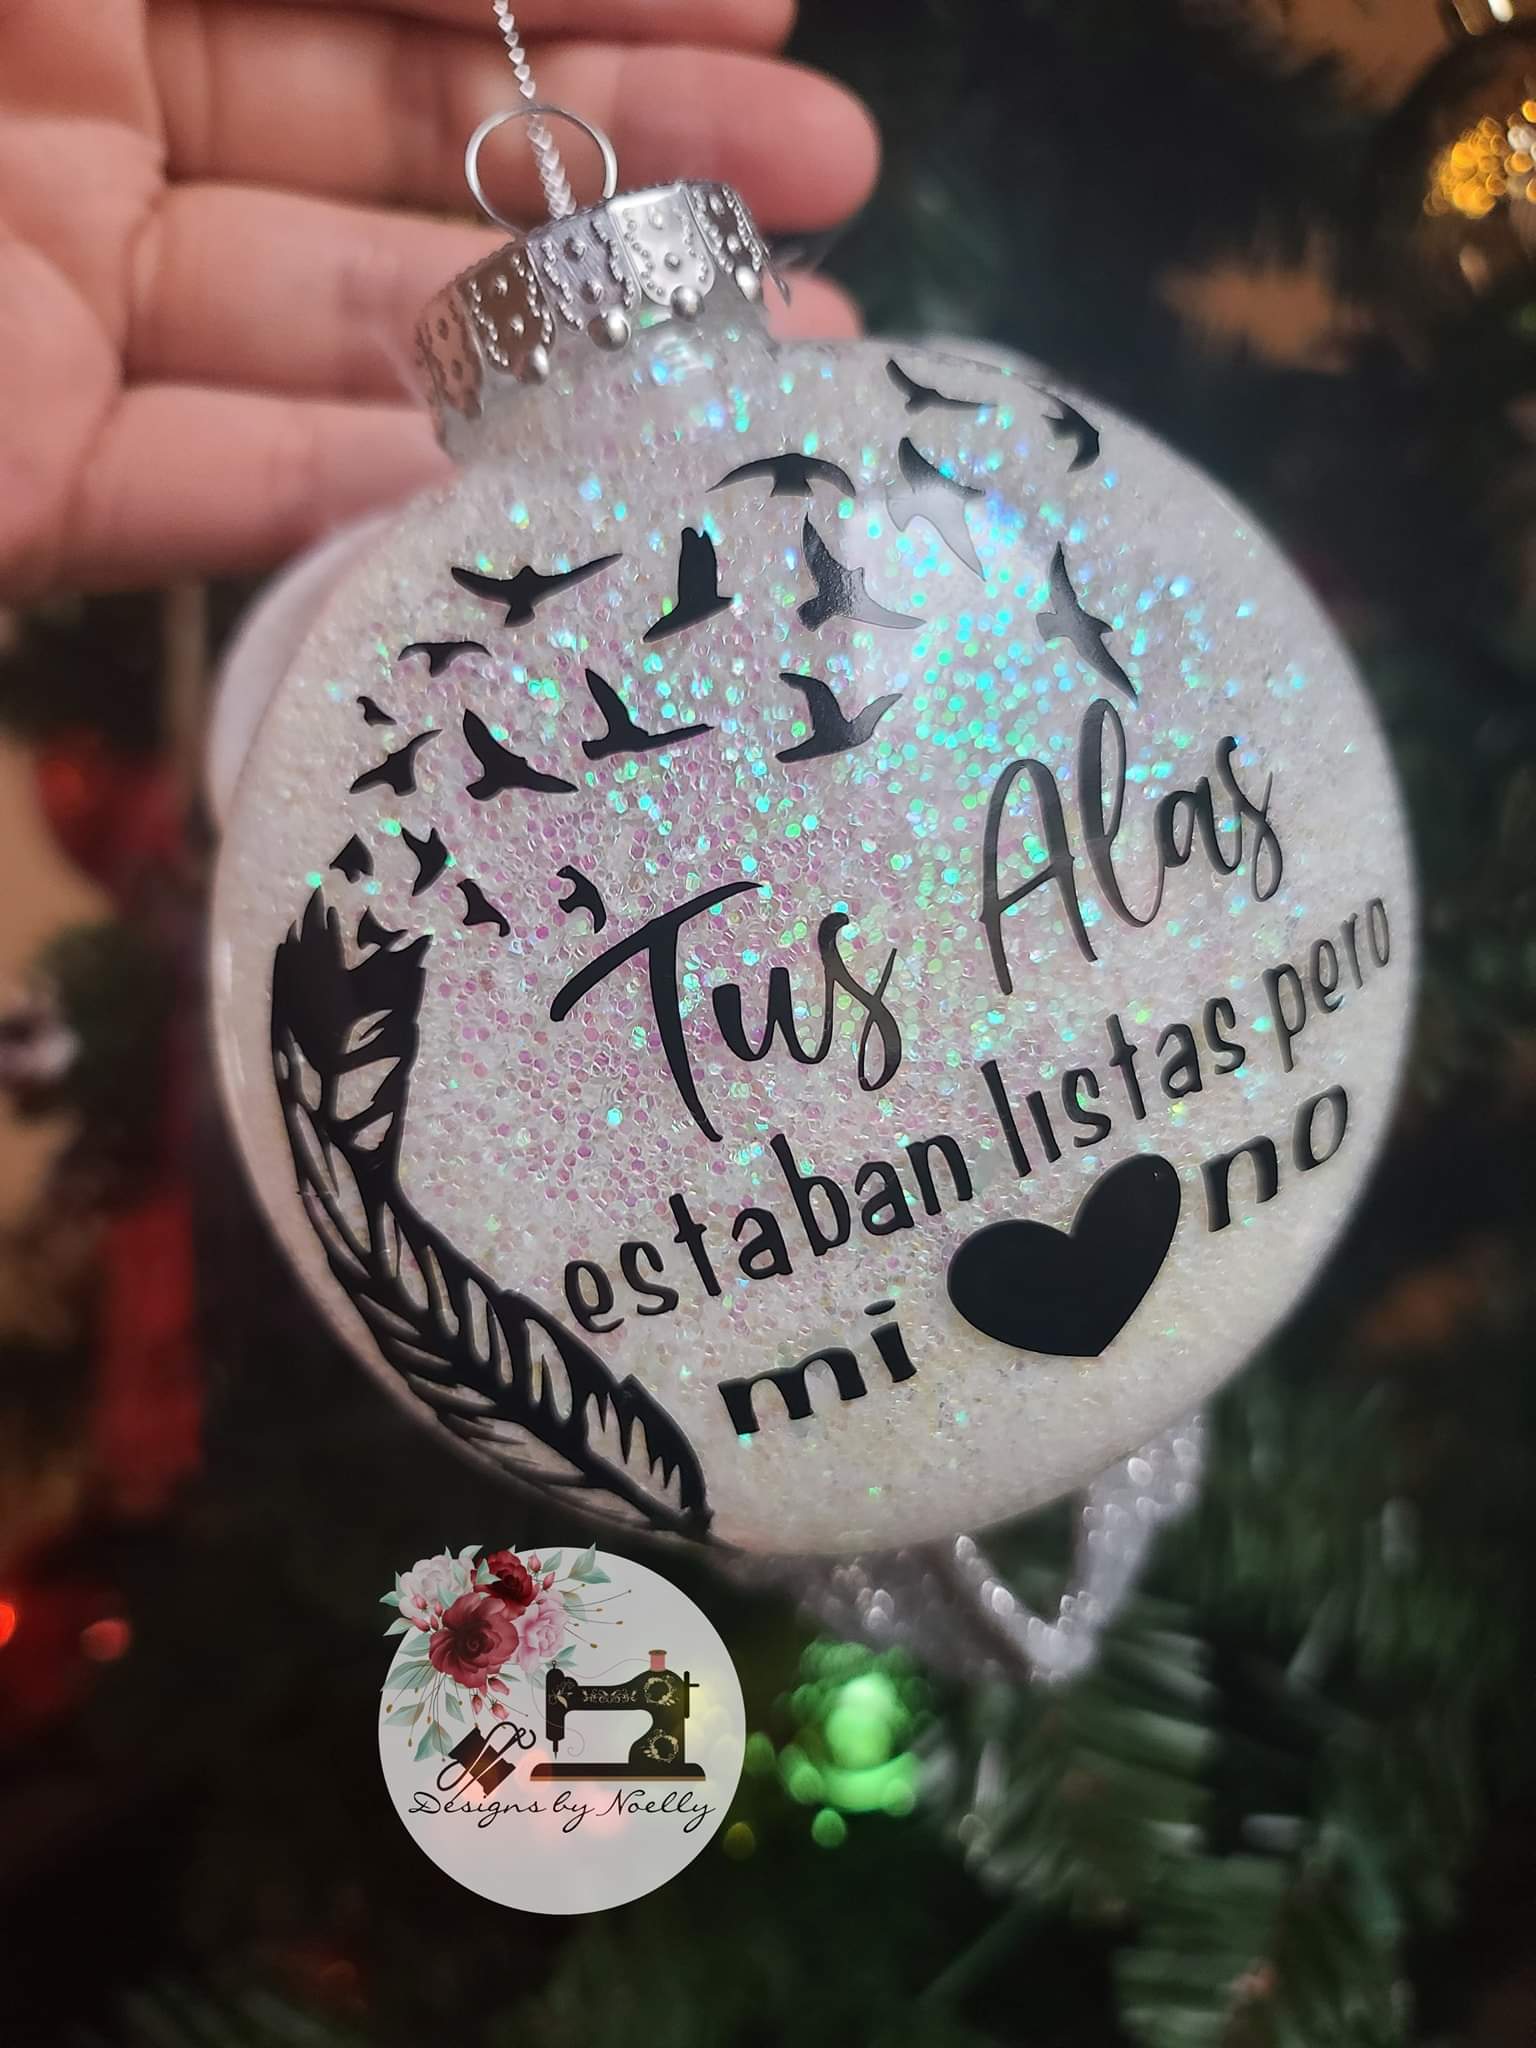 Tus Alas
estaban listas pero
mi no
Designs by Noelly